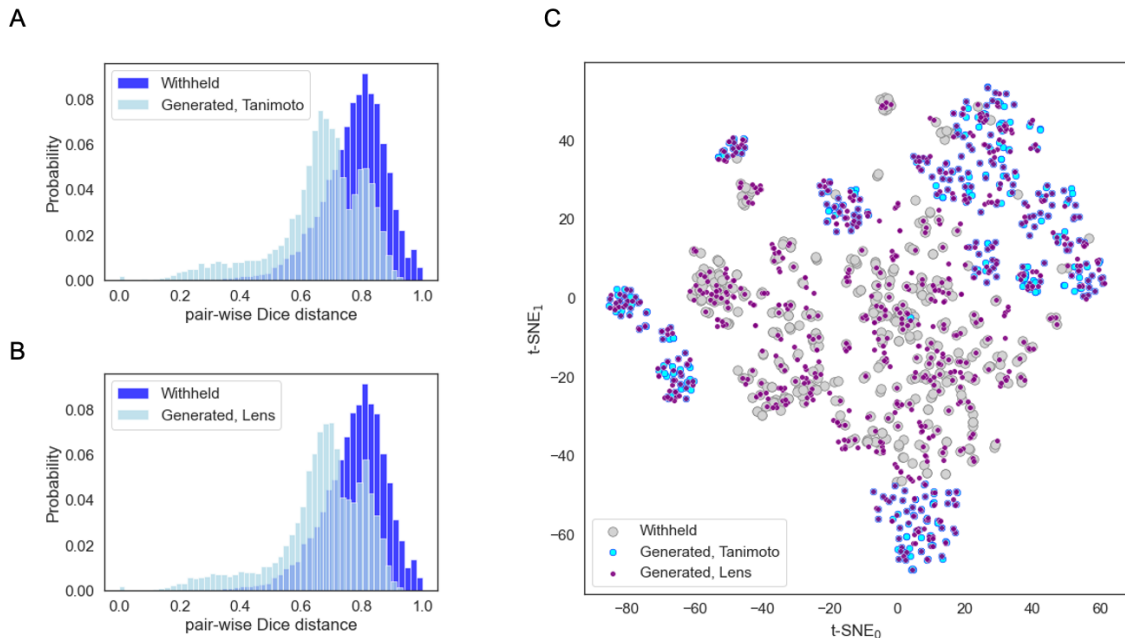 A
Withheld
Generated, Tanimoto
Probability
0.08
0.06
0.04
0.02
0.00
0.0 0.2 0.4 0.6 0.8 1.0
pair-wise Dice distance
B
Withheld
Generated, Lens
Probability
0.08
0.06
0.04
0.02
0.00
0.0 0.2 0.4 0.6 0.8 1.0
pair-wise Dice distance
C
t-SNE₁
40
20
0
−20
−40
−60
Withheld
Generated, Tanimoto
Generated, Lens
−80 −60 −40 −20 0 20 40 60
t-SNE₀